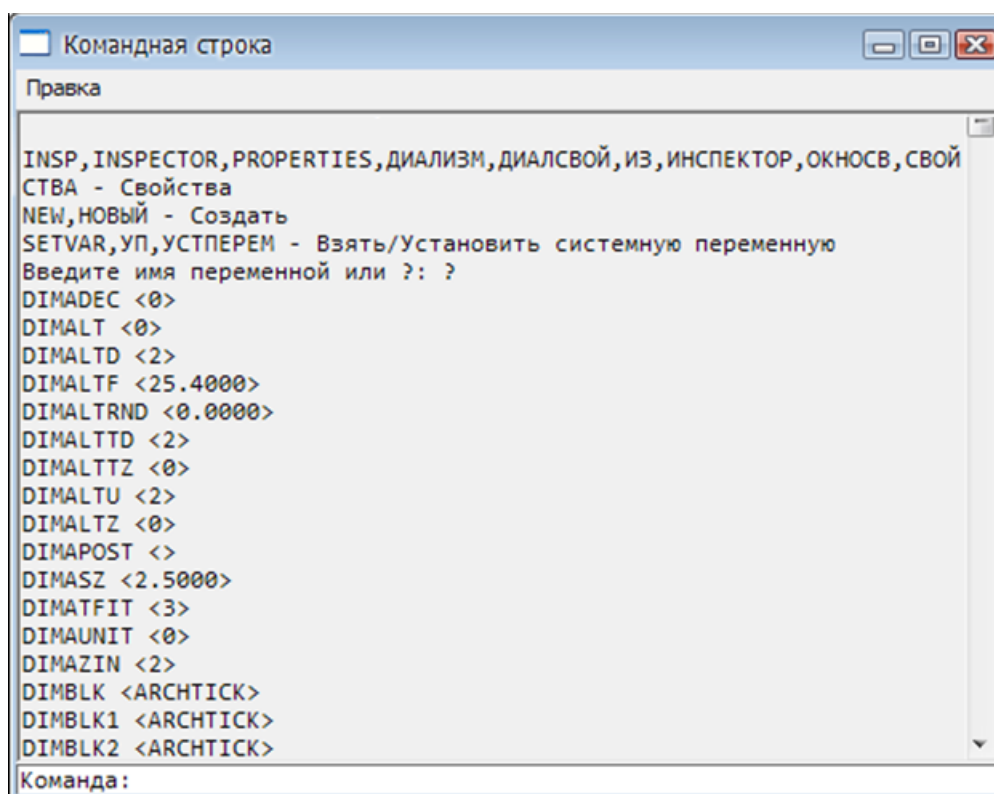 Командная строка
Правка
INSP,INSPECTOR,PROPERTIES,ДИАЛИЗМ,ДИАЛСВОЙ,ИЗ,ИНСПЕКТОР,ОКНОСВ,СВОЙ
СТВА - Свойства
NEW,НОВЫЙ - Создать
SETVAR,УП,УСТПЕРЕМ - Взять/Установить системную переменную
Введите имя переменной или ?: ?
DIMADEC <0>
DIMALT <0>
DIMALTD <2>
DIMALTF <25.4000>
DIMALTRND <0.0000>
DIMALTTD <2>
DIMALTTZ <0>
DIMALTU <2>
DIMALTZ <0>
DIMAPOST <>
DIMASZ <2.5000>
DIMATFIT <3>
DIMAUNIT <0>
DIMAZIN <2>
DIMBLK <ARCHTICK>
DIMBLK1 <ARCHTICK>
DIMBLK2 <ARCHTICK>
Команда: